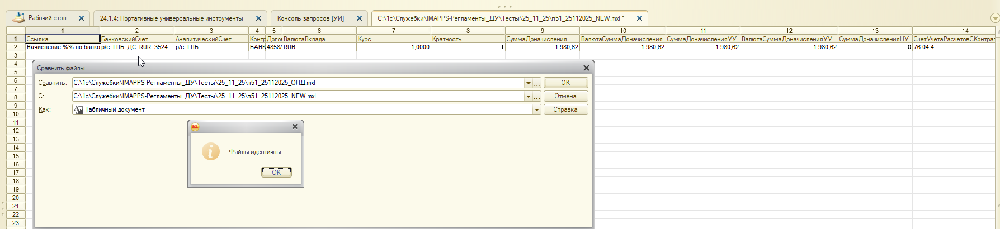 Рабочий стол
24.1.4: Портативные универсальные инструменты
Консоль запросов [УИ]
C:\1c\Служебки\IMAPPS-Регламенты_ДУ\Тесты\25_11_25\п51_25112025_NEW.mxl *
1 2 3 4 5 6 7 8 9 10 11 12 13 14
1 Ссылка БанковскийСчет АналитическийСчет Контр Догов ВалютаВклада Курс Кратность СуммаДоначисления ВалютаСуммаДоначисления СуммаДоначисленияУУ ВалютаСуммаДоначисленияУУ СуммаДоначисленияНУ СчетУчетаРасчетовСКонтраг
2 Начисление %% по банко р/с_ГПБ_ДС_RUR_3524 р/с_ГПБ БАНК 4858/ RUB 1,0000 1 1 980,62 1 980,62 1 980,62 1 980,62 0 76.04.4
3
4
5
6
7
8
9
10
11
12
13
14
15
16
17
18
19
20
21
22
23
Сравнить файлы
Сравнить: C:\1c\Служебки\IMAPPS-Регламенты_ДУ\Тесты\25_11_25\п51_25112025_ОЛД.mxl ... OK
С: C:\1c\Служебки\IMAPPS-Регламенты_ДУ\Тесты\25_11_25\п51_25112025_NEW.mxl ... Отмена
Как: Табличный документ Справка
1С
Файлы идентичны.
OK